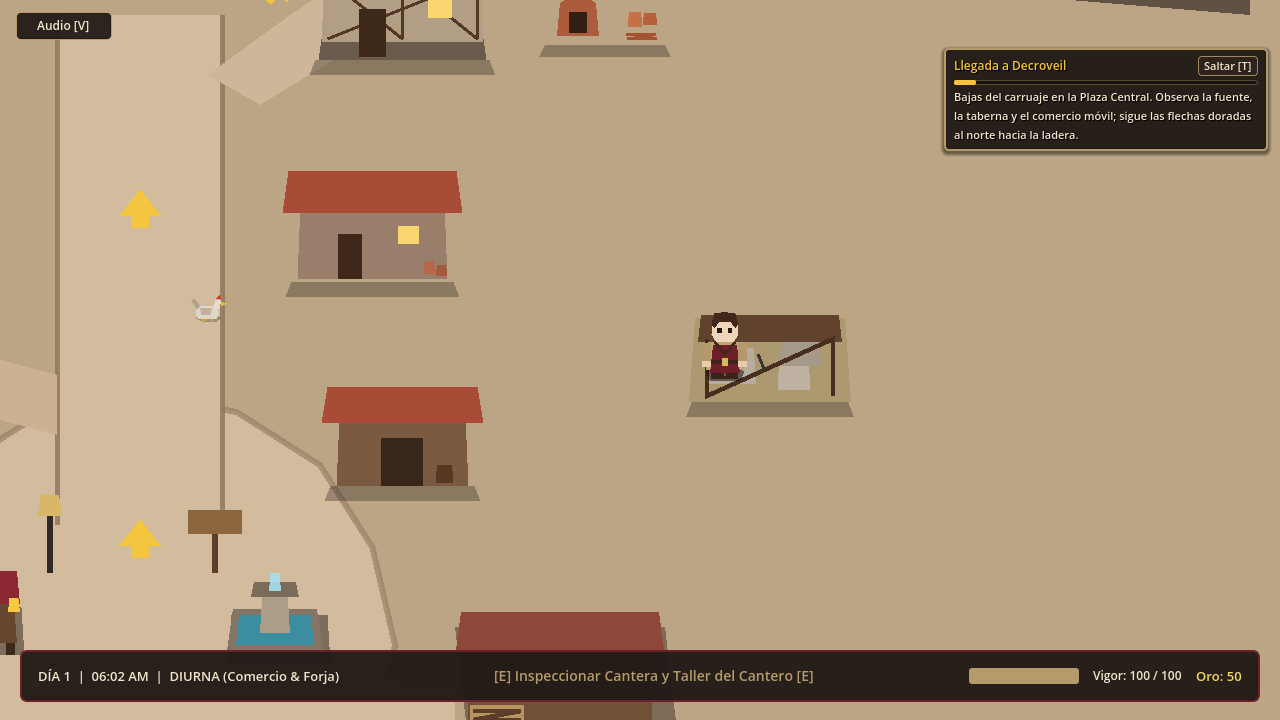 Audio [V]
Llegada a Decroveil
Saltar [T]
Bajas del carruaje en la Plaza Central. Observa la fuente,
la taberna y el comercio móvil; sigue las flechas doradas
al norte hacia la ladera.
DÍA 1 | 06:02 AM | DIURNA (Comercio & Forja)
[E] Inspeccionar Cantera y Taller del Cantero [E]
Vigor: 100 / 100
Oro: 50